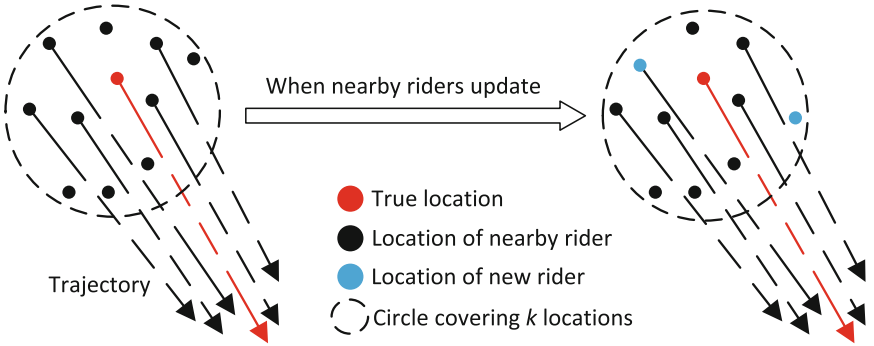 When nearby riders update
True location
Location of nearby rider
Location of new rider
Circle covering k locations
Trajectory